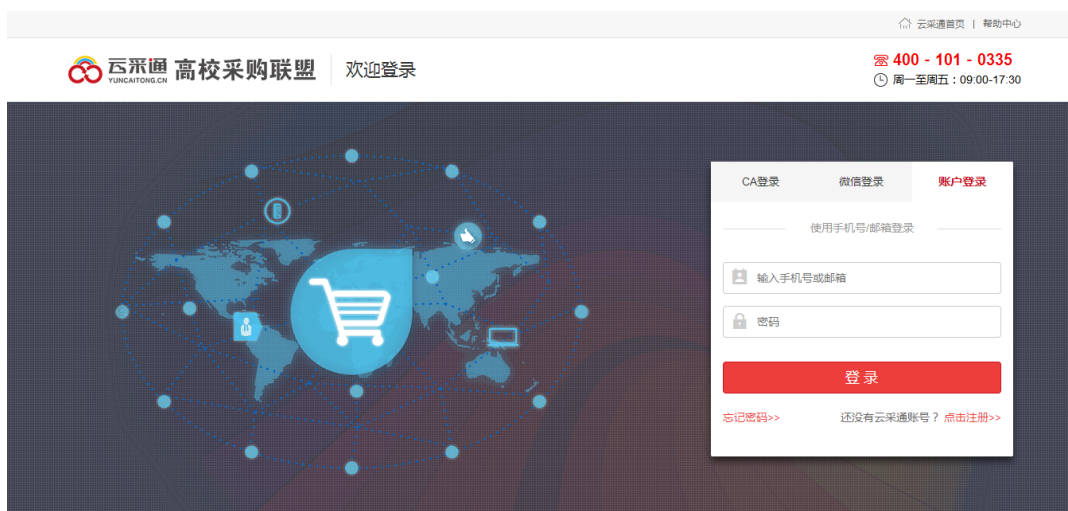 云采通首页 | 帮助中心
云采通 高校采购联盟 欢迎登录
YUNCAITONG.CN
400 - 101 - 0335
周一至周五：09:00-17:30
CA登录 微信登录 账户登录
使用手机号/邮箱登录
输入手机号或邮箱
密码
登 录
忘记密码>> 还没有云采通账号？ 点击注册>>